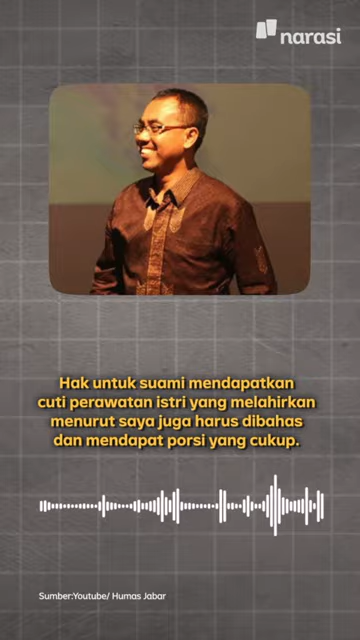 narasi
Hak untuk suami mendapatkan
cuti perawatan istri yang melahirkan
menurut saya juga harus dibahas
dan mendapat porsi yang cukup.
Sumber:Youtube/ Humas Jabar